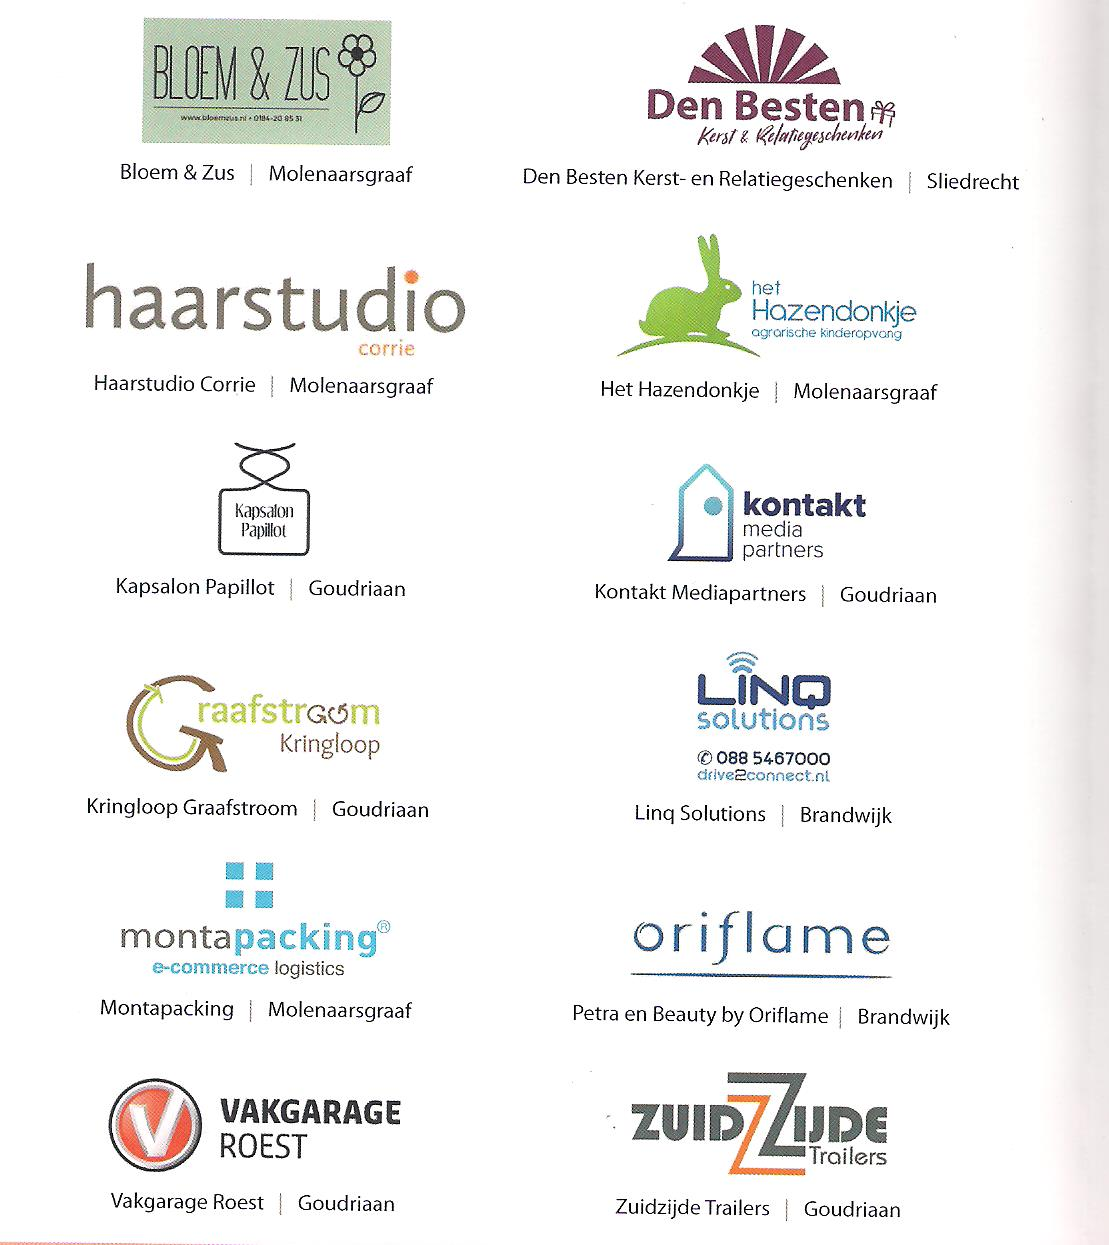 BLOEM & ZUS
www.bloemzus.nl • 0184-20 85 31
Bloem & Zus | Molenaarsgraaf
Den Besten
Kerst & Relatiegeschenken
Den Besten Kerst- en Relatiegeschenken | Sliedrecht
haarstudio
corrie
Haarstudio Corrie | Molenaarsgraaf
het
Hazendonkje
agrarische kinderopvang
Het Hazendonkje | Molenaarsgraaf
Kapsalon
Papillot
Kapsalon Papillot | Goudriaan
kontakt
media
partners
Kontakt Mediapartners | Goudriaan
Graafstroom
Kringloop
Kringloop Graafstroom | Goudriaan
LINQ
solutions
✆ 088 5467000
drive2connect.nl
Linq Solutions | Brandwijk
montapacking®
e-commerce logistics
Montapacking | Molenaarsgraaf
oriflame
Petra en Beauty by Oriflame | Brandwijk
V
VAKGARAGE
ROEST
Vakgarage Roest | Goudriaan
ZUIDZIJDE
Trailers
Zuidzijde Trailers | Goudriaan